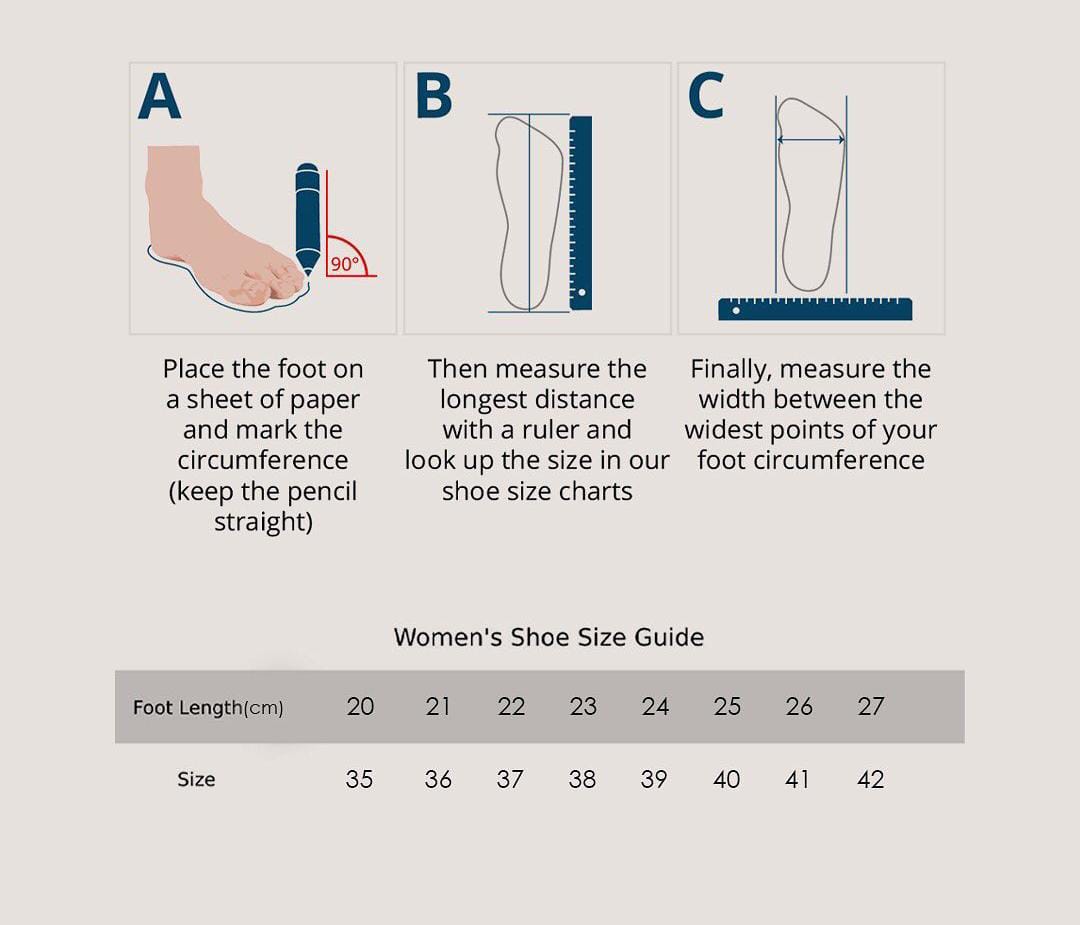 A
B
C
90°
Place the foot on
a sheet of paper
and mark the
circumference
(keep the pencil
straight)
Then measure the
longest distance
with a ruler and
look up the size in our
shoe size charts
Finally, measure the
width between the
widest points of your
foot circumference
Women's Shoe Size Guide
Foot Length(cm) 20 21 22 23 24 25 26 27
Size 35 36 37 38 39 40 41 42